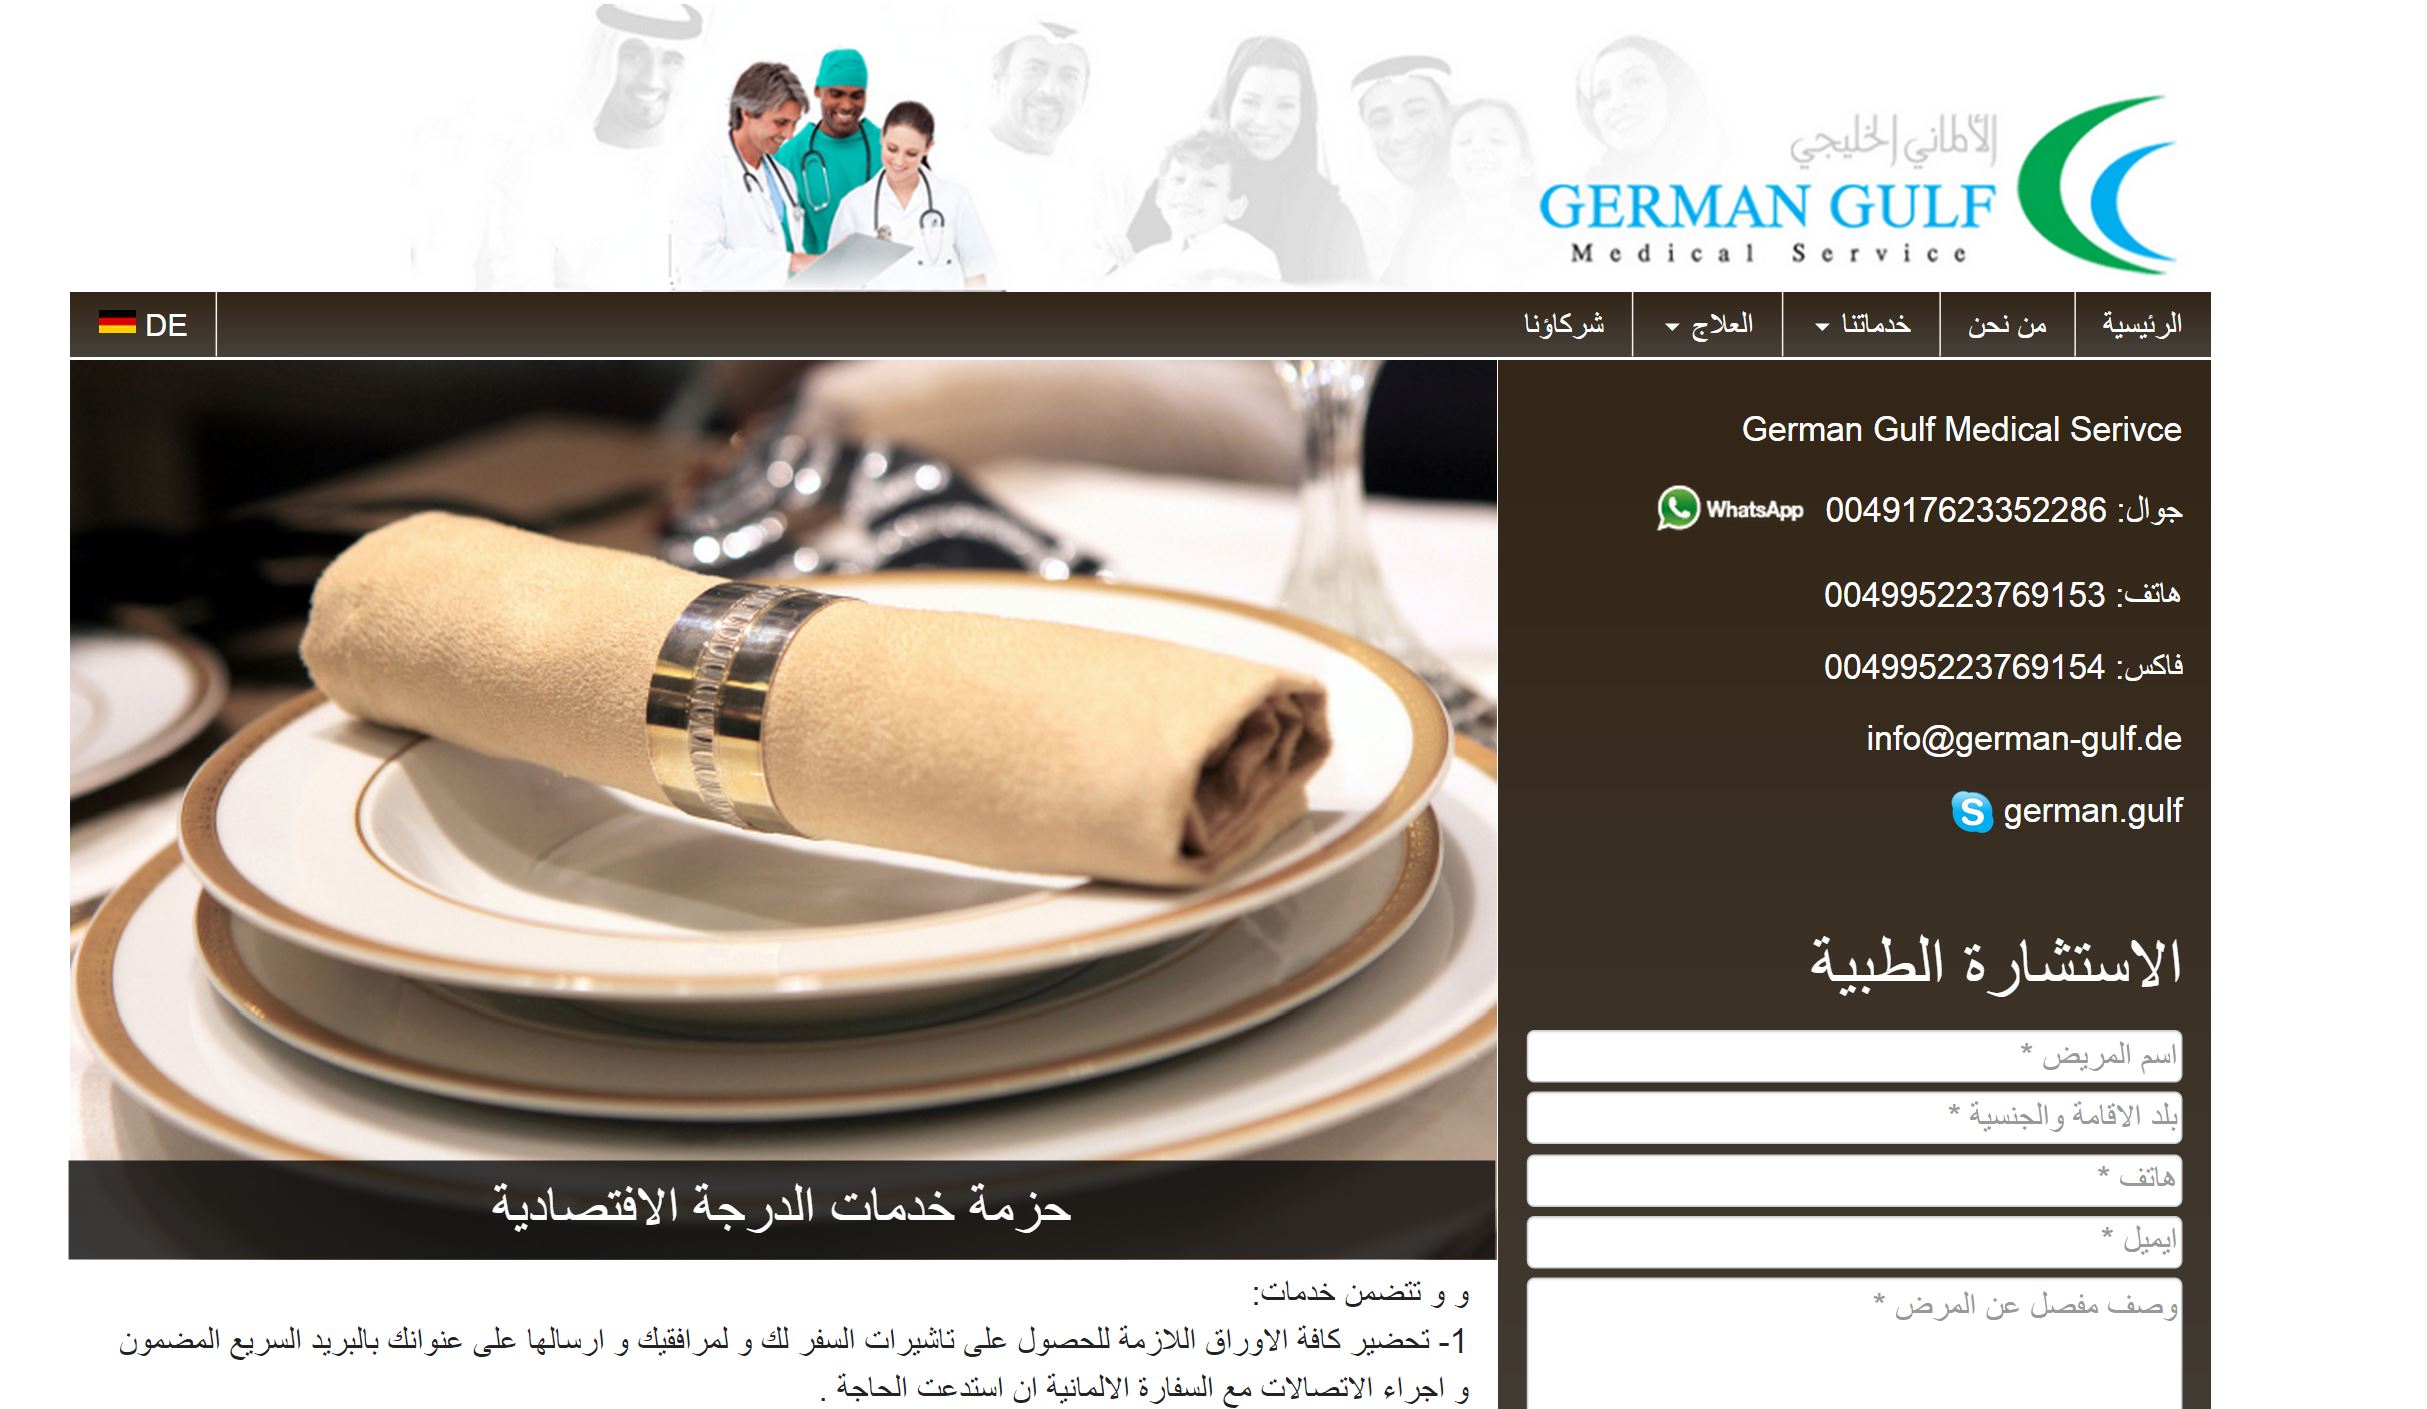 الألماني الخليجي
GERMAN GULF
Medical Service
الرئيسية
من نحن
خدماتنا
العلاج
شركاؤنا
DE
German Gulf Medical Serivce
جوال: 004917623352286 WhatsApp
هاتف: 004995223769153
فاكس: 004995223769154
info@german-gulf.de
german.gulf
الاستشارة الطبية
اسم المريض *
بلد الاقامة والجنسية *
هاتف *
ايميل *
وصف مفصل عن المرض *
حزمة خدمات الدرجة الاقتصادية
و و تتضمن خدمات:
1- تحضير كافة الاوراق اللازمة للحصول على تاشيرات السفر لك و لمرافقيك و ارسالها على عنوانك بالبريد السريع المضمون
و اجراء الاتصالات مع السفارة الالمانية ان استدعت الحاجة .